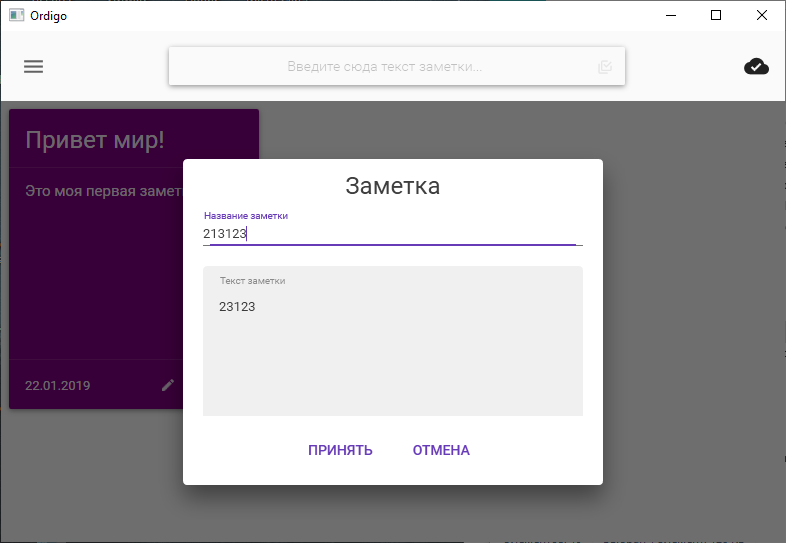 Ordigo
Введите сюда текст заметки...
Привет мир!
Это моя первая
Заметка
Название заметки
213123
Текст заметки
23123
22.01.2019
ПРИНЯТЬ ОТМЕНА